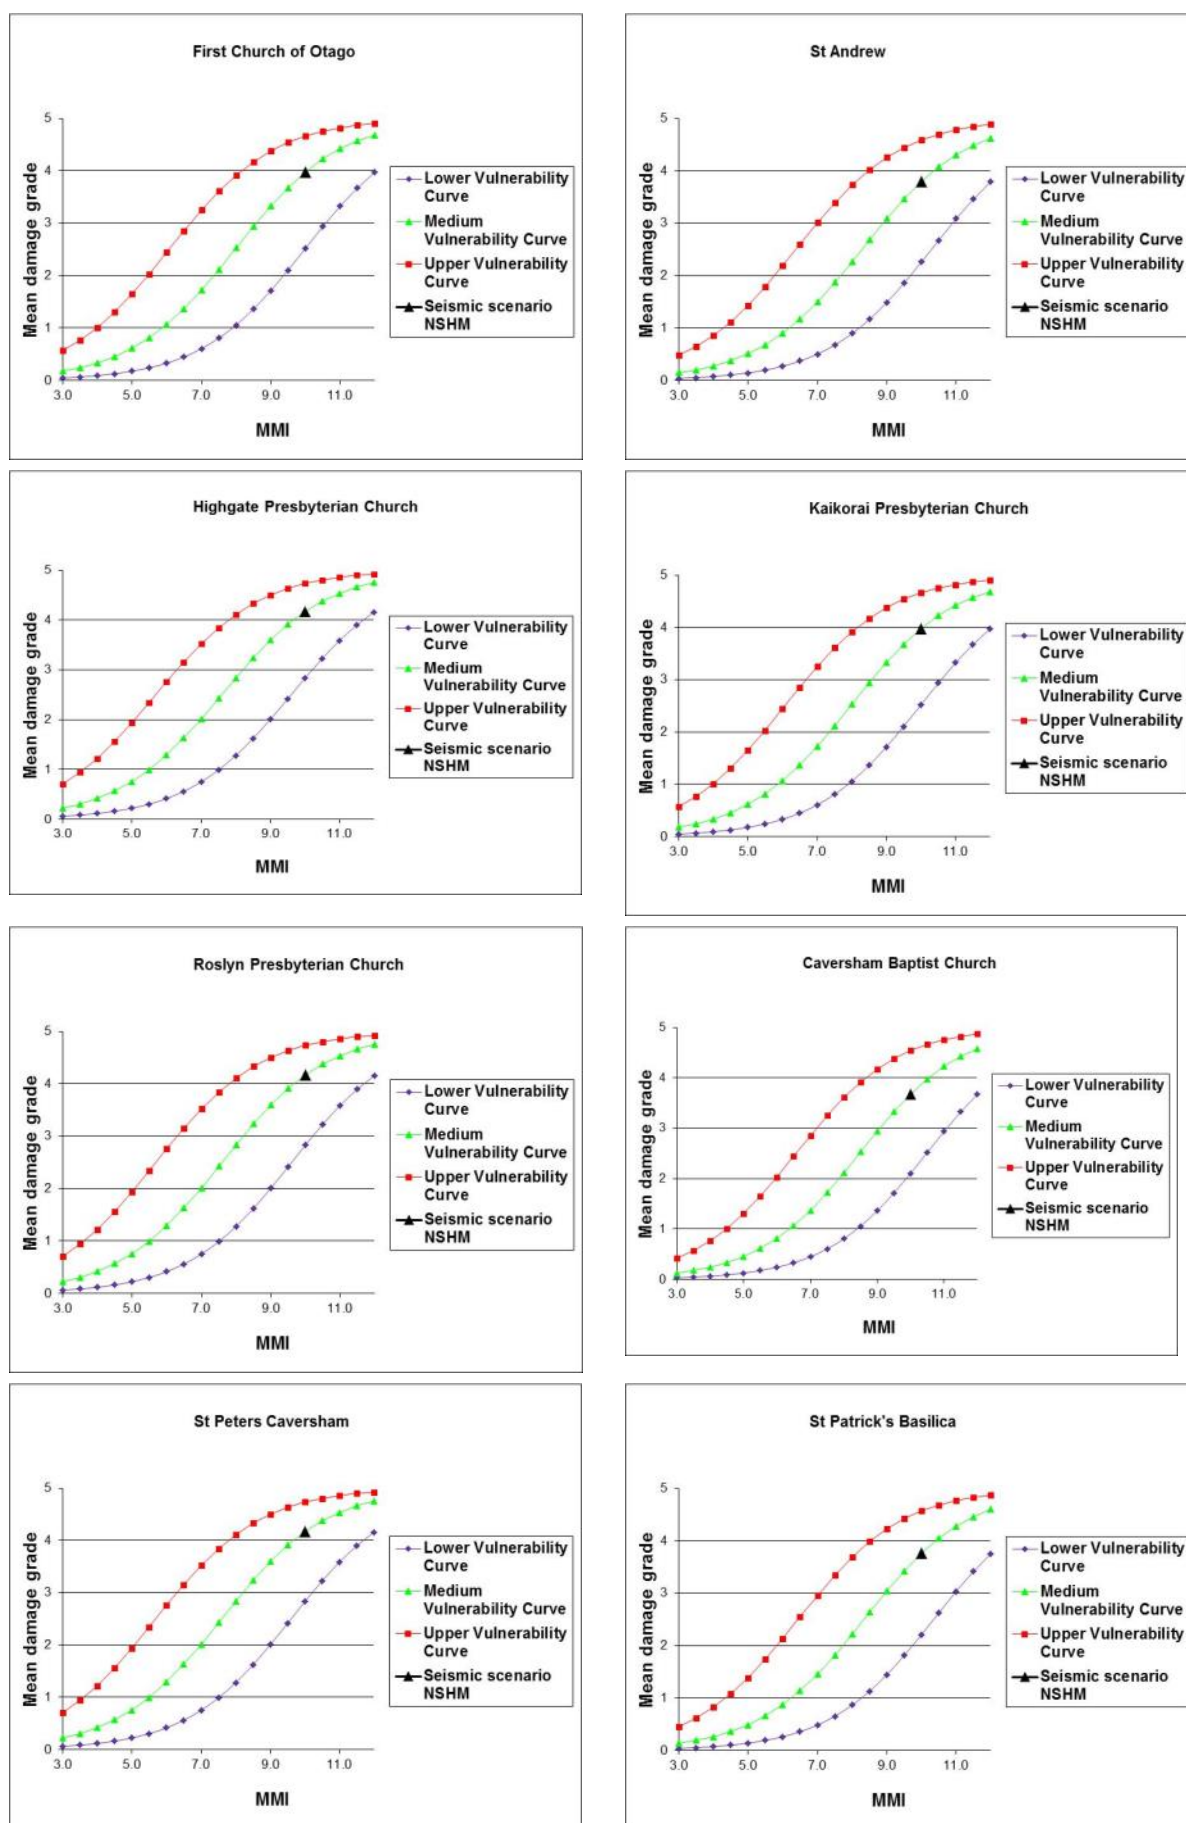 First Church of Otago
Mean damage grade
5
4
3
2
1
0
3.0 5.0 7.0 9.0 11.0
MMI
Lower Vulnerability
Curve
Medium
Vulnerability Curve
Upper Vulnerability
Curve
Seismic scenario
NSHM
St Andrew
Mean damage grade
5
4
3
2
1
0
3.0 5.0 7.0 9.0 11.0
MMI
Lower Vulnerability
Curve
Medium
Vulnerability Curve
Upper Vulnerability
Curve
Seismic scenario
NSHM
Highgate Presbyterian Church
Mean damage grade
5
4
3
2
1
0
3.0 5.0 7.0 9.0 11.0
MMI
Lower Vulnerability
Curve
Medium
Vulnerability Curve
Upper Vulnerability
Curve
Seismic scenario
NSHM
Kaikorai Presbyterian Church
Mean damage grade
5
4
3
2
1
0
3.0 5.0 7.0 9.0 11.0
MMI
Lower Vulnerability
Curve
Medium
Vulnerability Curve
Upper Vulnerability
Curve
Seismic scenario
NSHM
Roslyn Presbyterian Church
Mean damage grade
5
4
3
2
1
0
3.0 5.0 7.0 9.0 11.0
MMI
Lower Vulnerability
Curve
Medium
Vulnerability Curve
Upper Vulnerability
Curve
Seismic scenario
NSHM
Caversham Baptist Church
Mean damage grade
5
4
3
2
1
0
3.0 5.0 7.0 9.0 11.0
MMI
Lower Vulnerability
Curve
Medium
Vulnerability Curve
Upper Vulnerability
Curve
Seismic scenario
NSHM
St Peters Caversham
Mean damage grade
5
4
3
2
1
0
3.0 5.0 7.0 9.0 11.0
MMI
Lower Vulnerability
Curve
Medium
Vulnerability Curve
Upper Vulnerability
Curve
Seismic scenario
NSHM
St Patrick's Basilica
Mean damage grade
5
4
3
2
1
0
3.0 5.0 7.0 9.0 11.0
MMI
Lower Vulnerability
Curve
Medium
Vulnerability Curve
Upper Vulnerability
Curve
Seismic scenario
NSHM